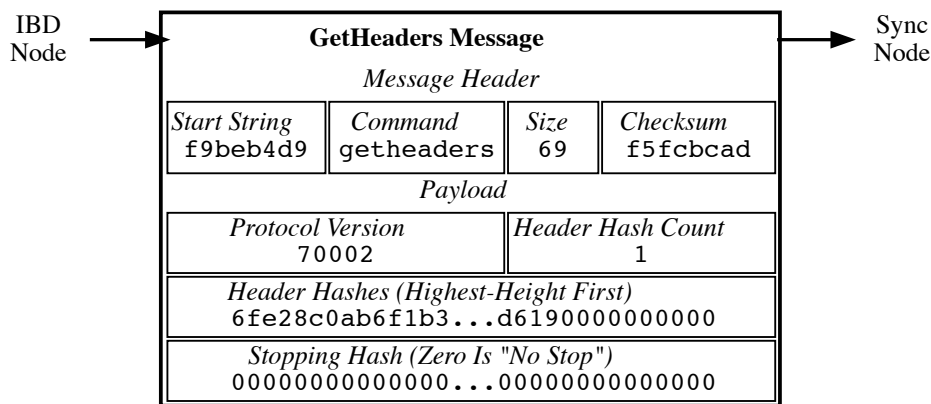 IBD
Node
GetHeaders Message
Sync
Node
Message Header
Start String Command Size Checksum
f9beb4d9 getheaders 69 f5fcbcad
Payload
Protocol Version Header Hash Count
70002 1
Header Hashes (Highest-Height First)
6fe28c0ab6f1b3...d6190000000000
Stopping Hash (Zero Is "No Stop")
00000000000000...00000000000000